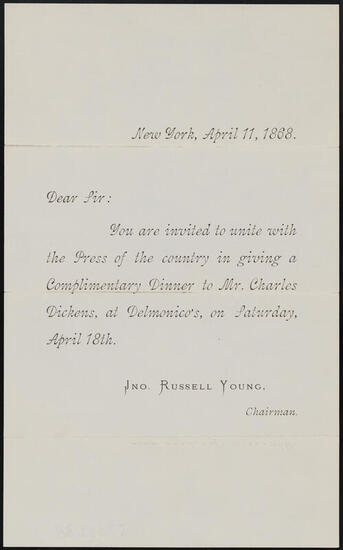 New York, April 11, 1868.
Dear Sir:
You are invited to unite with
the Press of the country in giving a
Complimentary Dinner to Mr. Charles
Dickens, at Delmonico's, on Saturday,
April 18th.
Jno. Russell Young,
Chairman.